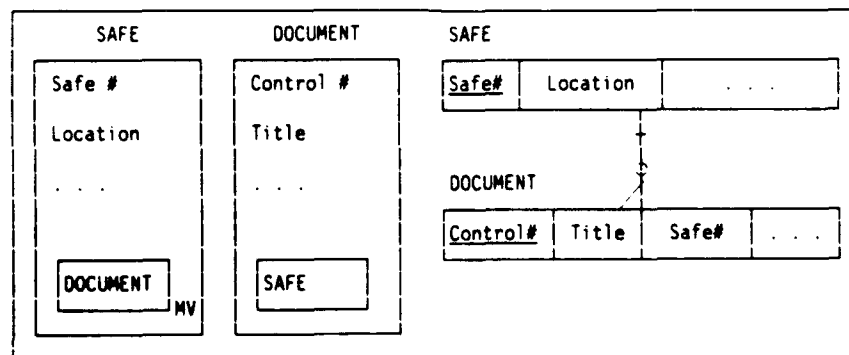 SAFE
Safe #
Location
. . .
DOCUMENT
MV
DOCUMENT
Control #
Title
. . .
SAFE
SAFE
Safe# Location . . .
DOCUMENT
Control# Title Safe# . . .